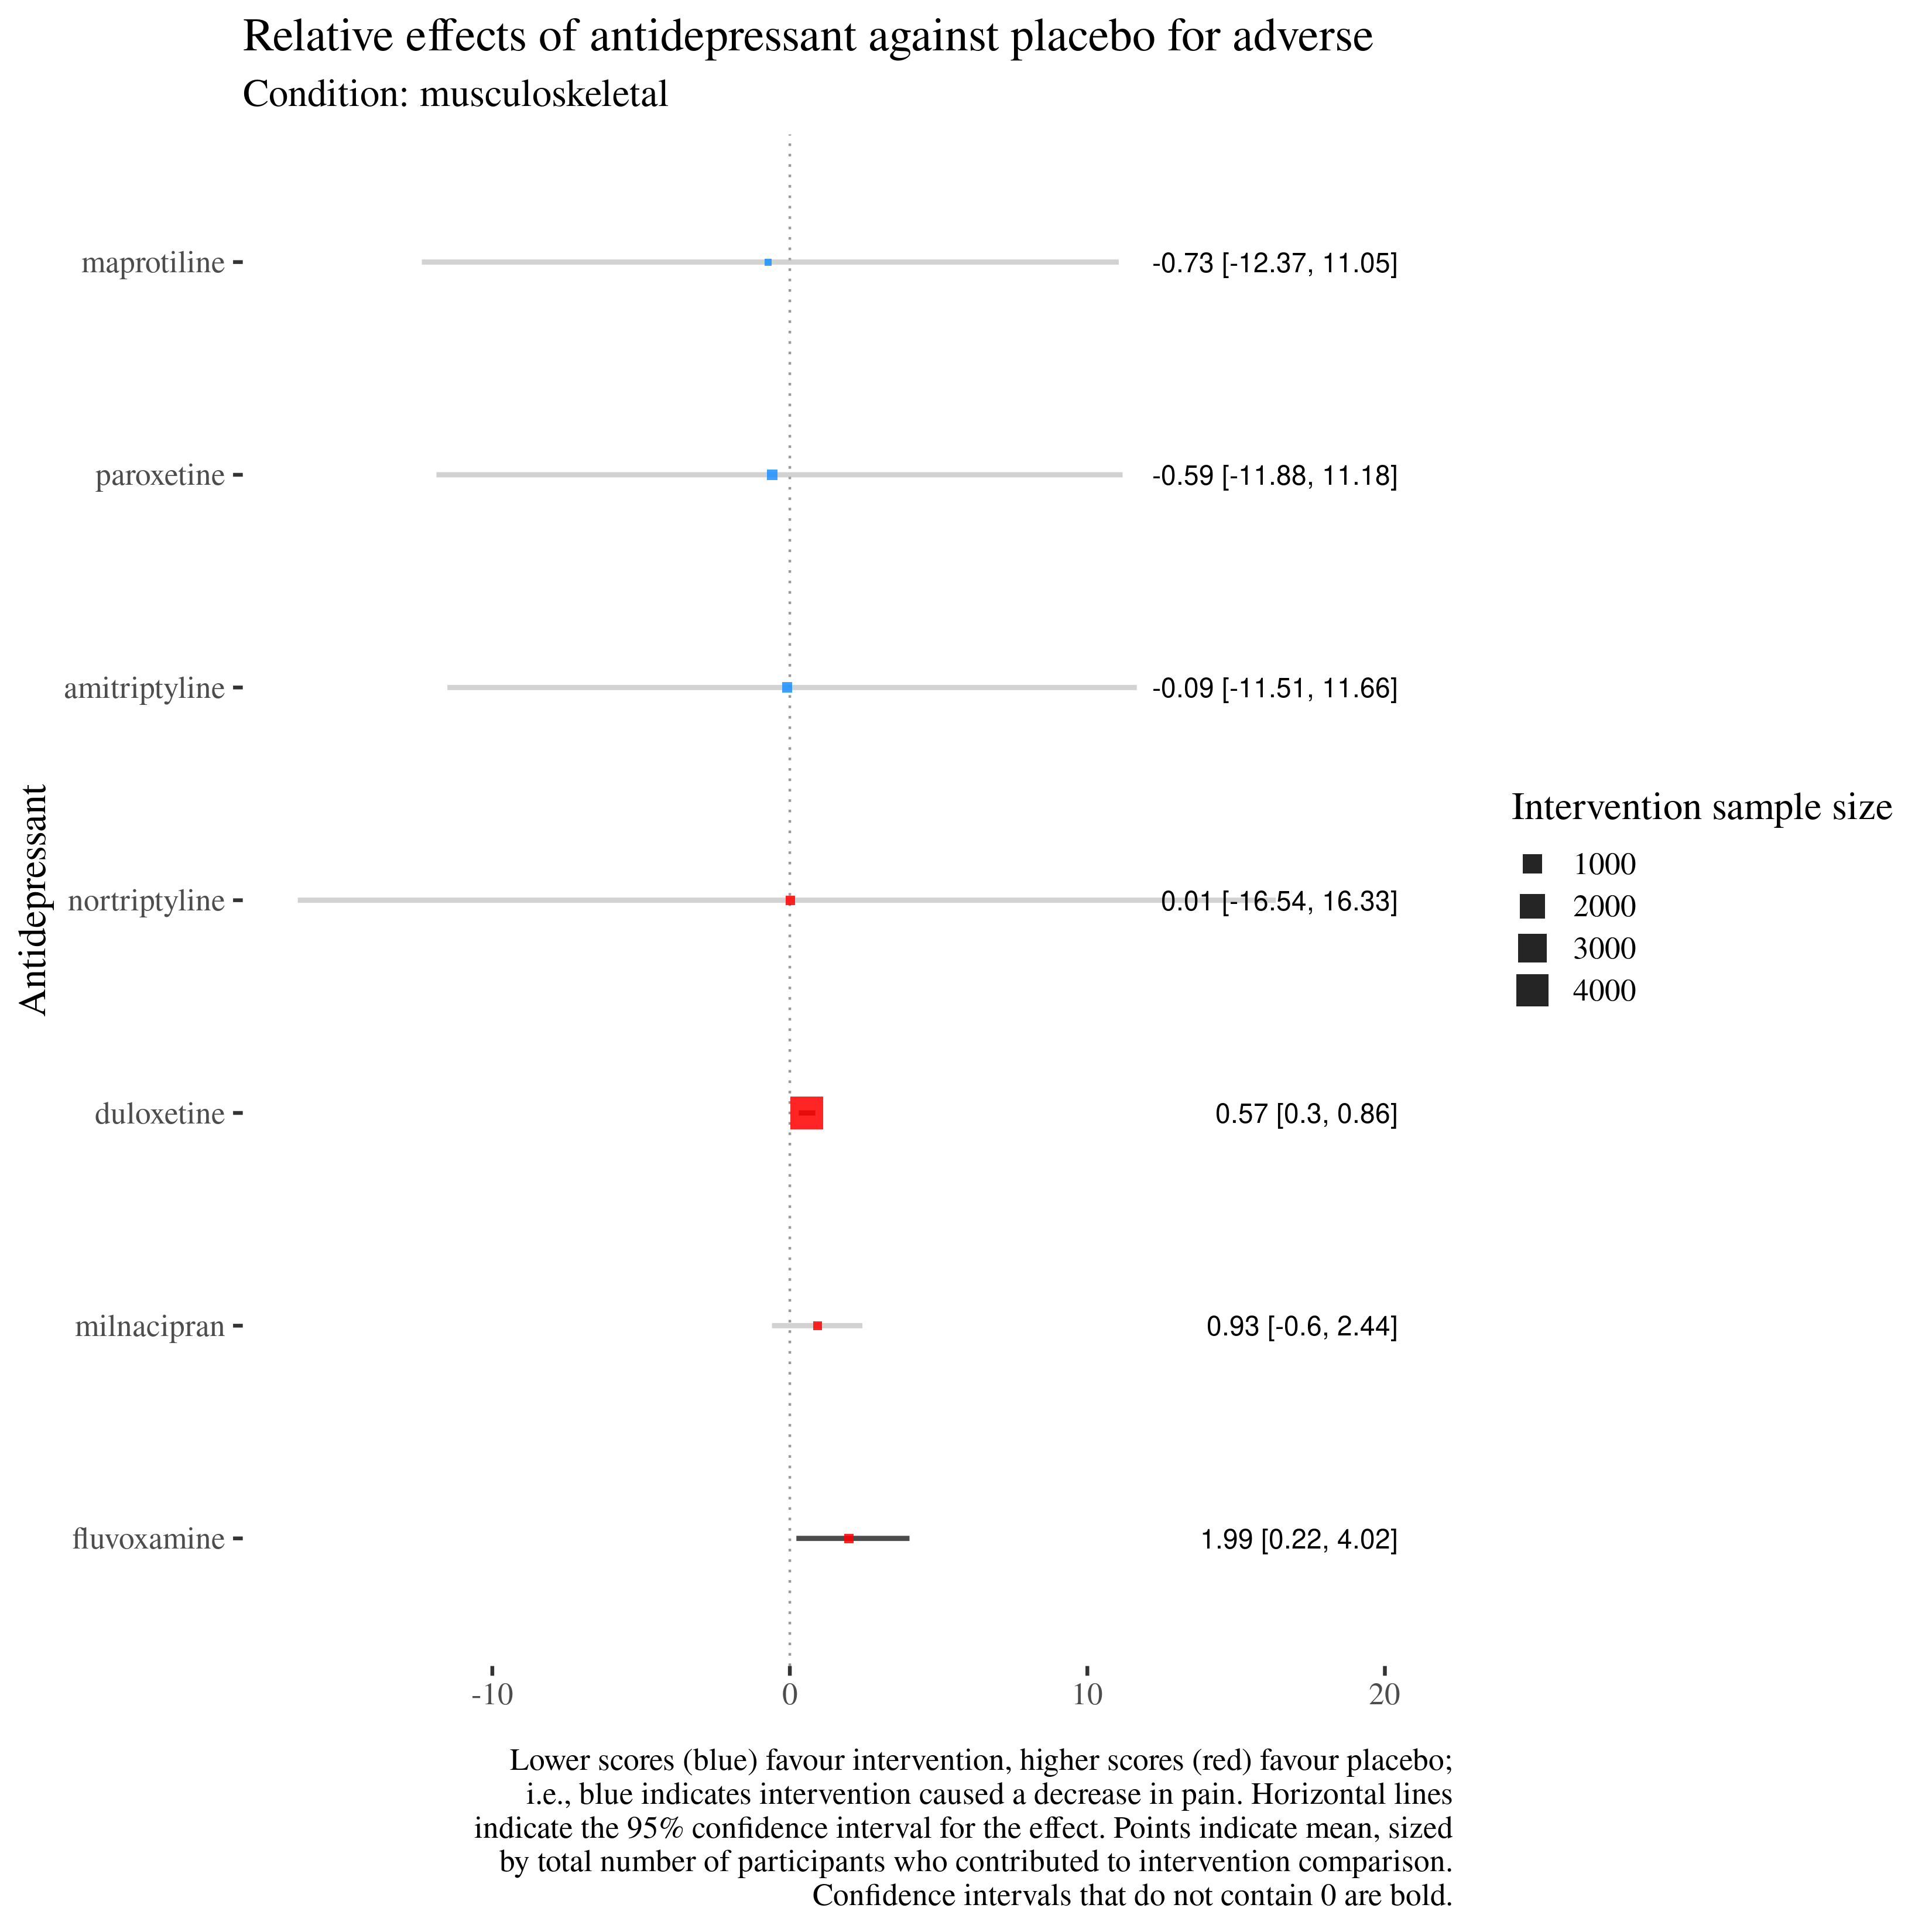 Relative effects of antidepressant against placebo for adverse
Condition: musculoskeletal
Antidepressant
maprotiline
-0.73 [-12.37, 11.05]
paroxetine
-0.59 [-11.88, 11.18]
amitriptyline
-0.09 [-11.51, 11.66]
nortriptyline
0.01 [-16.54, 16.33]
duloxetine
0.57 [0.3, 0.86]
milnacipran
0.93 [-0.6, 2.44]
fluvoxamine
1.99 [0.22, 4.02]
-10 0 10 20
Intervention sample size
1000
2000
3000
4000
Lower scores (blue) favour intervention, higher scores (red) favour placebo;
i.e., blue indicates intervention caused a decrease in pain. Horizontal lines
indicate the 95% confidence interval for the effect. Points indicate mean, sized
by total number of participants who contributed to intervention comparison.
Confidence intervals that do not contain 0 are bold.